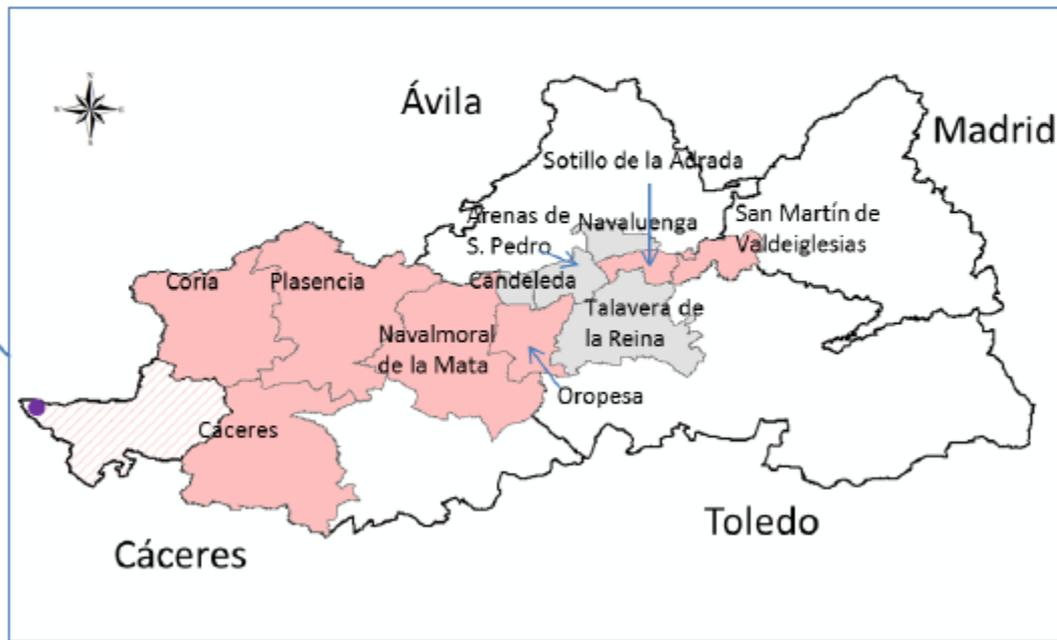 Ávila
Madrid
Sotillo de la Adrada
Arenas de
S. Pedro
Navaluenga
San Martín de
Valdeiglesias
Coría
Plasencia
Candeleda
Talavera de
la Reina
Navalmoral
de la Mata
Oropesa
Cáceres
Toledo
Cáceres